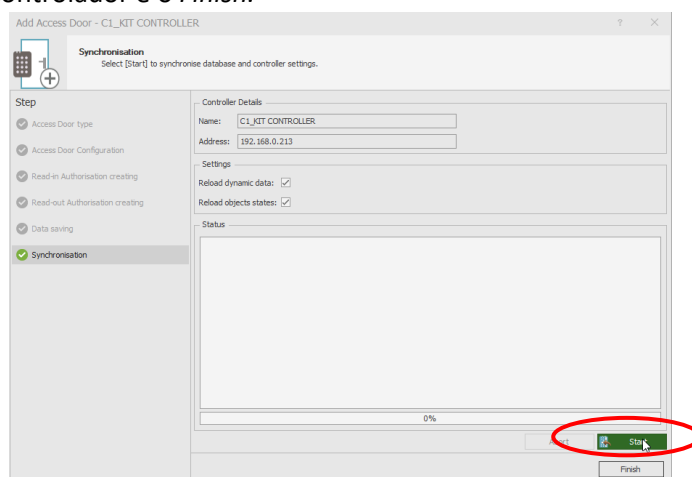 ontrolador e o Finish.
Add Access Door - C1_KIT CONTROLLER ? ×
Synchronisation
Select [Start] to synchronise database and controller settings.
Step
Access Door type
Access Door Configuration
Read-in Authorisation creating
Read-out Authorisation creating
Data saving
Synchronisation
Controller Details
Name: C1_KIT CONTROLLER
Address: 192.168.0.213
Settings
Reload dynamic data:
Reload objects states:
Status
0%
Start
Finish